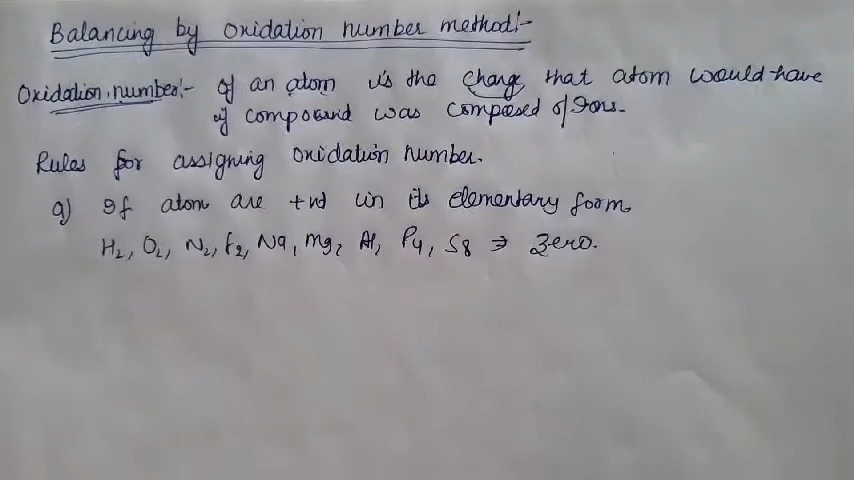 Balancing by oxidation number method:-
Oxidation number:- of an atom is the charge that atom would have
if compound was composed of Ions.
Rules for assigning oxidation number.
a) If atom are +nt in its elementary form.
H2, O2, N2, F2, Na, Mg, Al, P4, S8 ⇒ Zero.